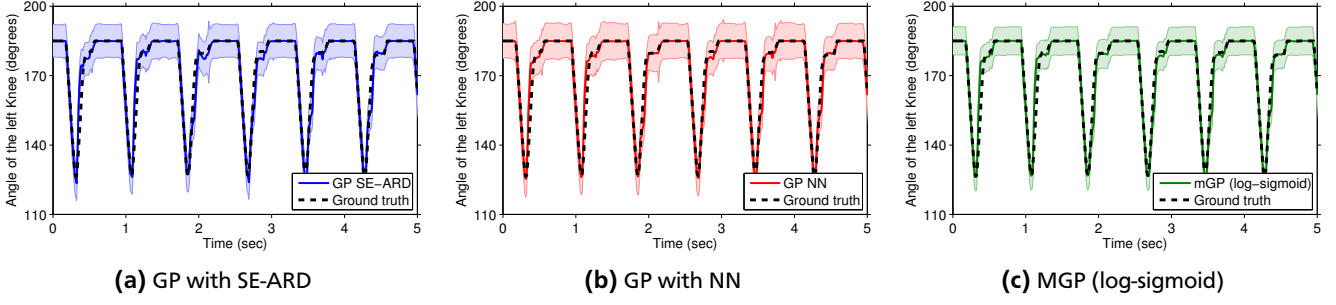 Angle of the left Knee (degrees)
200
170
140
110
0
1
2
3
4
5
Time (sec)
GP SE−ARD
Ground truth
(a) GP with SE-ARD
Angle of the left Knee (degrees)
200
170
140
110
0
1
2
3
4
5
Time (sec)
GP NN
Ground truth
(b) GP with NN
Angle of the left Knee (degrees)
200
170
140
110
0
1
2
3
4
5
Time (sec)
mGP (log−sigmoid)
Ground truth
(c) MGP (log-sigmoid)